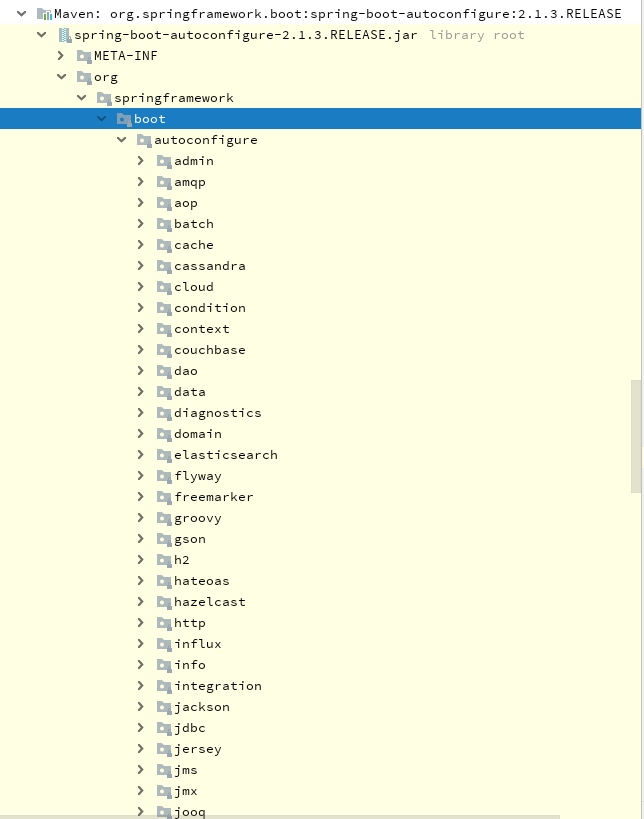 Maven: org.springframework.boot:spring-boot-autoconfigure:2.1.3.RELEASE
spring-boot-autoconfigure-2.1.3.RELEASE.jar library root
META-INF
org
springframework
boot
autoconfigure
admin
amqp
aop
batch
cache
cassandra
cloud
condition
context
couchbase
dao
data
diagnostics
domain
elasticsearch
flyway
freemarker
groovy
gson
h2
hateoas
hazelcast
http
influx
info
integration
jackson
jdbc
jersey
jms
jmx
jooq